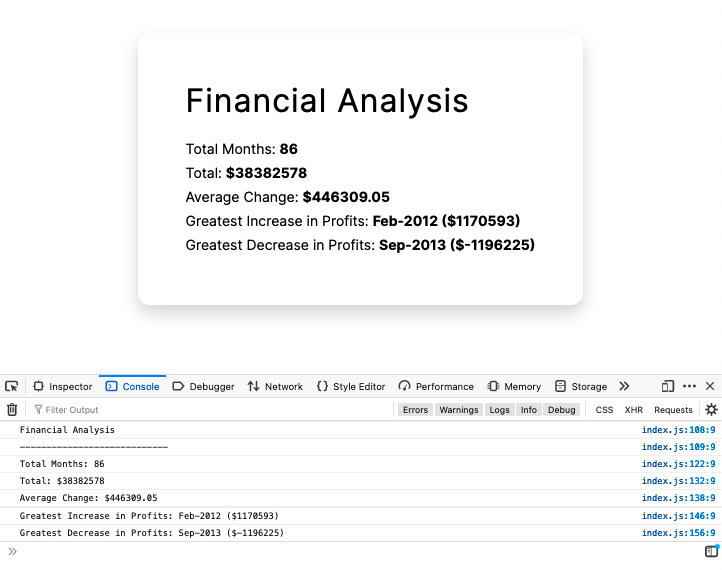 Financial Analysis
Total Months: 86
Total: $38382578
Average Change: $446309.05
Greatest Increase in Profits: Feb-2012 ($1170593)
Greatest Decrease in Profits: Sep-2013 ($-1196225)
Inspector Console Debugger Network {} Style Editor Performance Memory Storage
Filter Output Errors Warnings Logs Info Debug CSS XHR Requests
Financial Analysis index.js:108:9
---------------------------- index.js:109:9
Total Months: 86 index.js:122:9
Total: $38382578 index.js:132:9
Average Change: $446309.05 index.js:138:9
Greatest Increase in Profits: Feb-2012 ($1170593) index.js:146:9
Greatest Decrease in Profits: Sep-2013 ($-1196225) index.js:156:9